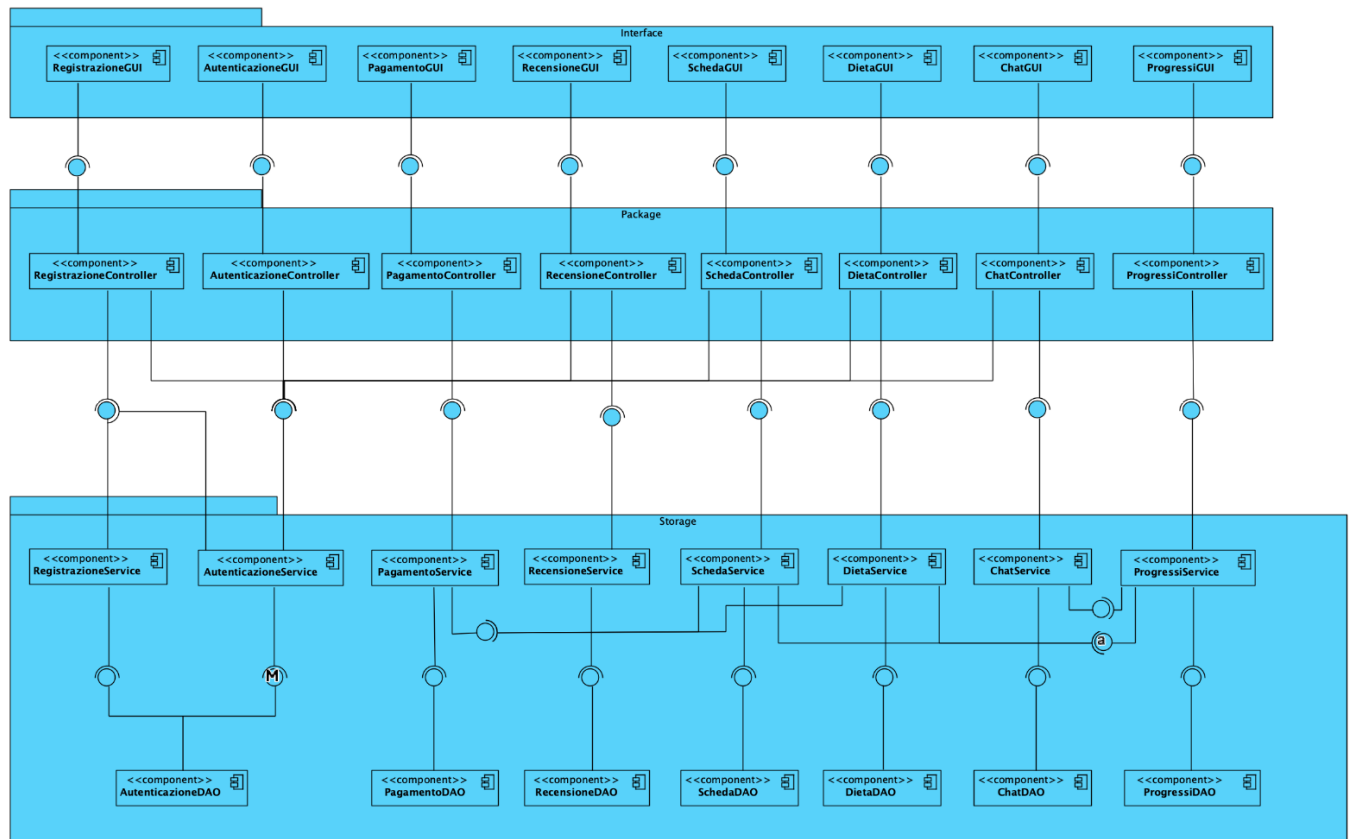 Interface
<<component>>
RegistrazioneGUI
<<component>>
AutenticazioneGUI
<<component>>
PagamentoGUI
<<component>>
RecensioneGUI
<<component>>
SchedaGUI
<<component>>
DietaGUI
<<component>>
ChatGUI
<<component>>
ProgressiGUI
Package
<<component>>
RegistrazioneController
<<component>>
AutenticazioneController
<<component>>
PagamentoController
<<component>>
RecensioneController
<<component>>
SchedaController
<<component>>
DietaController
<<component>>
ChatController
<<component>>
ProgressiController
Storage
<<component>>
RegistrazioneService
<<component>>
AutenticazioneService
<<component>>
PagamentoService
<<component>>
RecensioneService
<<component>>
SchedaService
<<component>>
DietaService
<<component>>
ChatService
<<component>>
ProgressiService
a
M
<<component>>
AutenticazioneDAO
<<component>>
PagamentoDAO
<<component>>
RecensioneDAO
<<component>>
SchedaDAO
<<component>>
DietaDAO
<<component>>
ChatDAO
<<component>>
ProgressiDAO